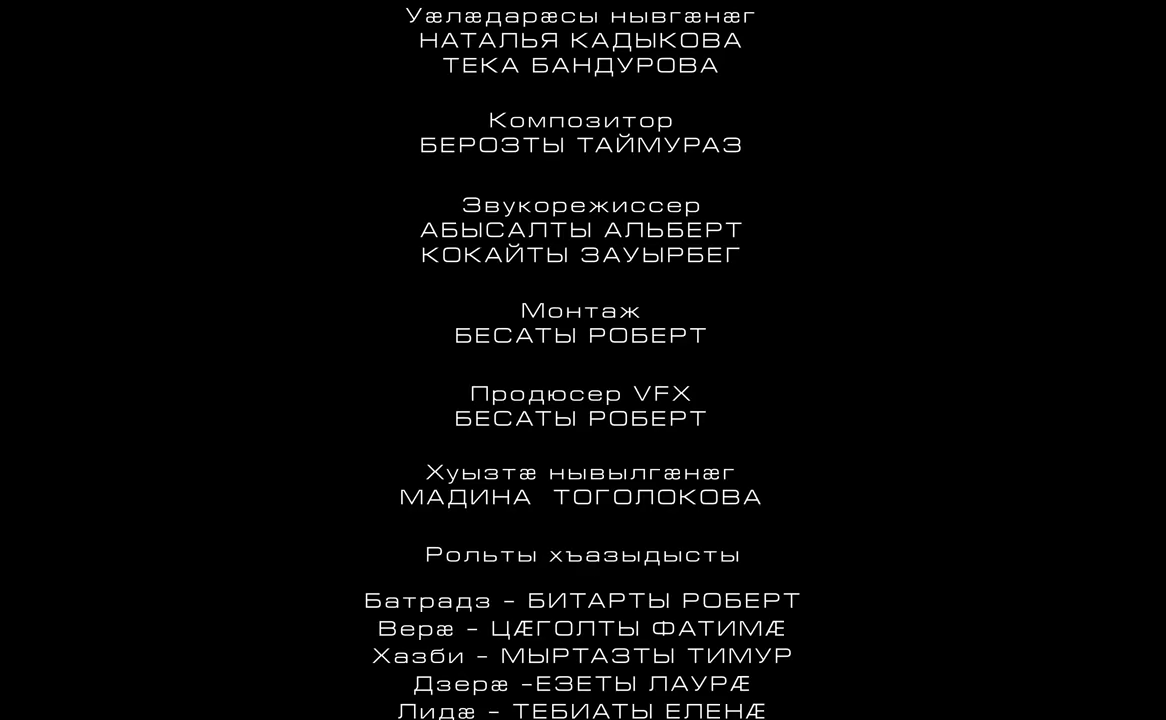 Уæлæдарæсы нывгæнæг
НАТАЛЬЯ КАДЫКОВА
ТЕКА БАНДУРОВА
Композитор
БЕРОЗТЫ ТАЙМУРАЗ
Звукорежиссер
АБЫСАЛТЫ АЛЬБЕРТ
КОКАЙТЫ ЗАУЫРБЕГ
Монтаж
БЕСАТЫ РОБЕРТ
Продюсер VFX
БЕСАТЫ РОБЕРТ
Хуызтæ нывылгæнæг
МАДИНА ТОГОЛОКОВА
Рольты хъазыдысты
Батрадз - БИТАРТЫ РОБЕРТ
Верæ - ЦÆГОЛТЫ ФАТИМÆ
Хазби - МЫРТАЗТЫ ТИМУР
Дзерæ -ЕЗЕТЫ ЛАУРÆ
Лидæ - ТЕБИАТЫ ЕЛЕНÆ